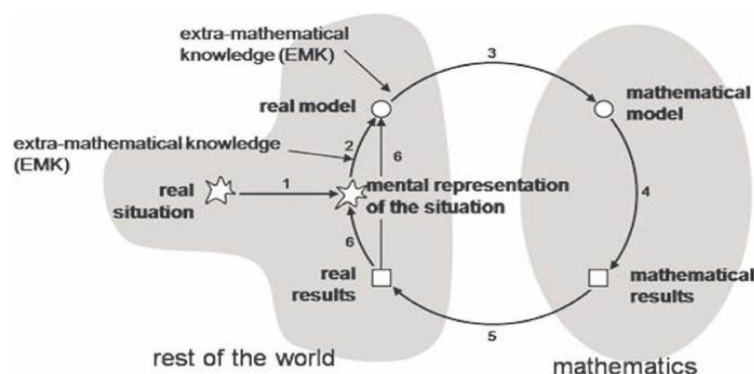 extra-mathematical
knowledge (EMK)
3
real model
mathematical
model
extra-mathematical knowledge
(EMK)
2
6
1
real
situation
mental representation
of the situation
4
6
real
results
mathematical
results
5
rest of the world
mathematics